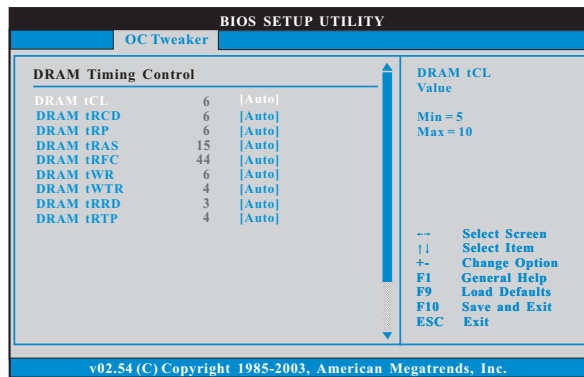 BIOS SETUP UTILITY
OC Tweaker
DRAM Timing Control
DRAM tCL 6 [Auto]
DRAM tRCD 6 [Auto]
DRAM tRP 6 [Auto]
DRAM tRAS 15 [Auto]
DRAM tRFC 44 [Auto]
DRAM tWR 6 [Auto]
DRAM tWTR 4 [Auto]
DRAM tRRD 3 [Auto]
DRAM tRTP 4 [Auto]
DRAM tCL
Value
Min = 5
Max = 10
←→ Select Screen
↑↓ Select Item
+- Change Option
F1 General Help
F9 Load Defaults
F10 Save and Exit
ESC Exit
v02.54 (C) Copyright 1985-2003, American Megatrends, Inc.